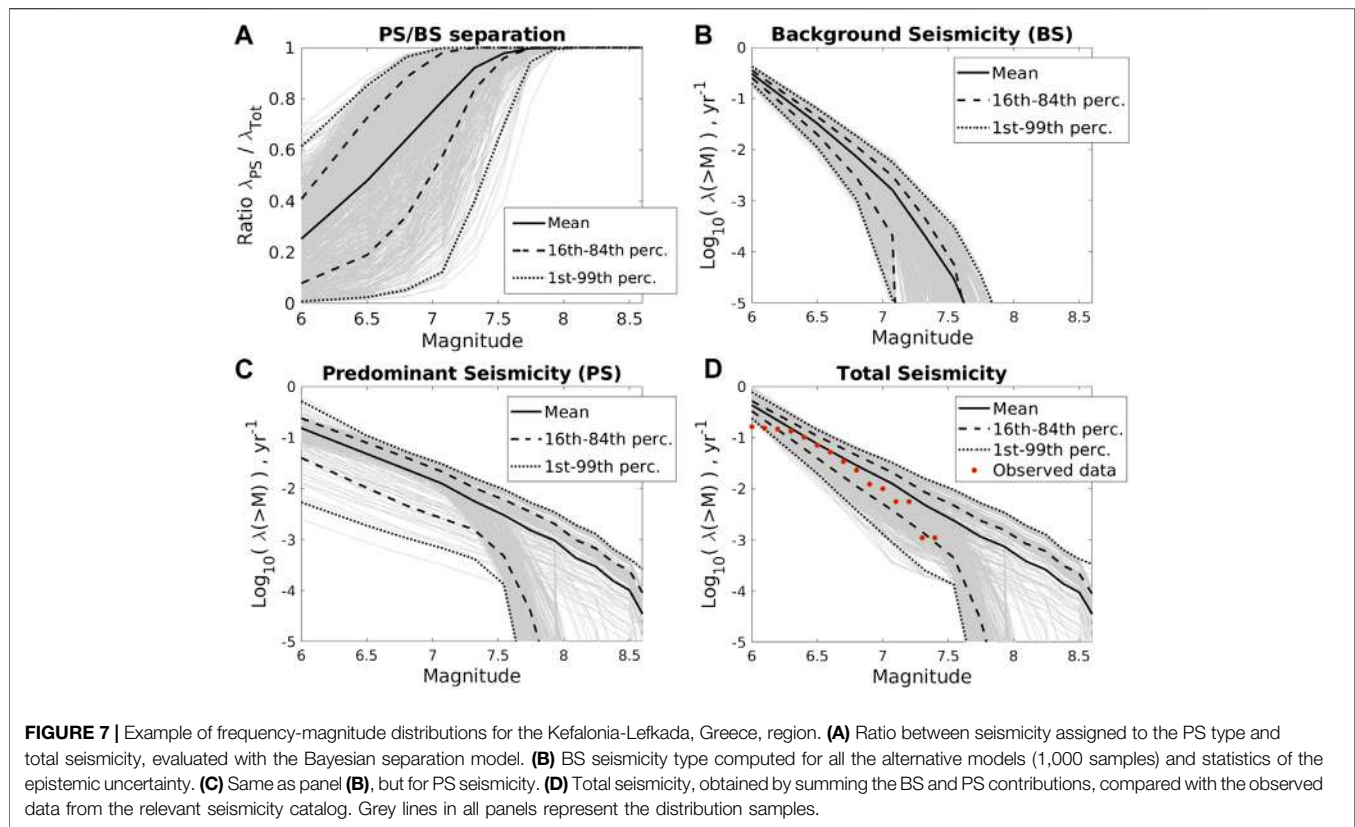 A
PS/BS separation
1
0.8
0.6
0.4
0.2
0
Ratio λPS / λTot
Mean
16th-84th perc.
1st-99th perc.
6 6.5 7 7.5 8 8.5
Magnitude
B
Background Seismicity (BS)
0
-1
-2
-3
-4
-5
Log10( λ(>M) ) , yr-1
Mean
16th-84th perc.
1st-99th perc.
6 6.5 7 7.5 8 8.5
Magnitude
C
Predominant Seismicity (PS)
0
-1
-2
-3
-4
-5
Log10( λ(>M) ) , yr-1
Mean
16th-84th perc.
1st-99th perc.
6 6.5 7 7.5 8 8.5
Magnitude
D
Total Seismicity
0
-1
-2
-3
-4
-5
Log10( λ(>M) ) , yr-1
Mean
16th-84th perc.
1st-99th perc.
Observed data
6 6.5 7 7.5 8 8.5
Magnitude
FIGURE 7 | Example of frequency-magnitude distributions for the Kefalonia-Lefkada, Greece, region. (A) Ratio between seismicity assigned to the PS type and
total seismicity, evaluated with the Bayesian separation model. (B) BS seismicity type computed for all the alternative models (1,000 samples) and statistics of the
epistemic uncertainty. (C) Same as panel (B), but for PS seismicity. (D) Total seismicity, obtained by summing the BS and PS contributions, compared with the observed
data from the relevant seismicity catalog. Grey lines in all panels represent the distribution samples.